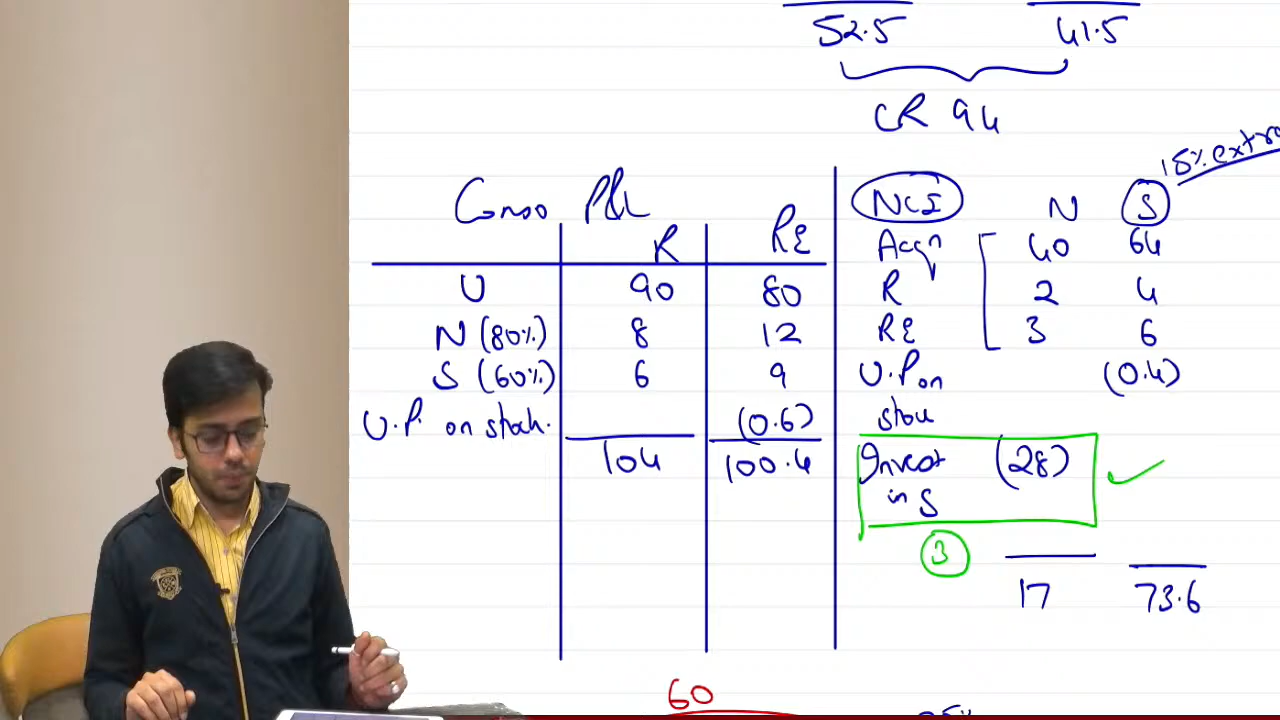 52.5 41.5
CR 94
18% extra
Conso P&L
R RE
U 90 80
N (80%) 8 12
S (60%) 6 9
U.P. on stock. (0.6)
104 100.4
NCI N S
Acqn 40 64
R 2 4
RE 3 6
U.P on (0.4)
stock
Invest (28)
in S
3
17 73.6
60